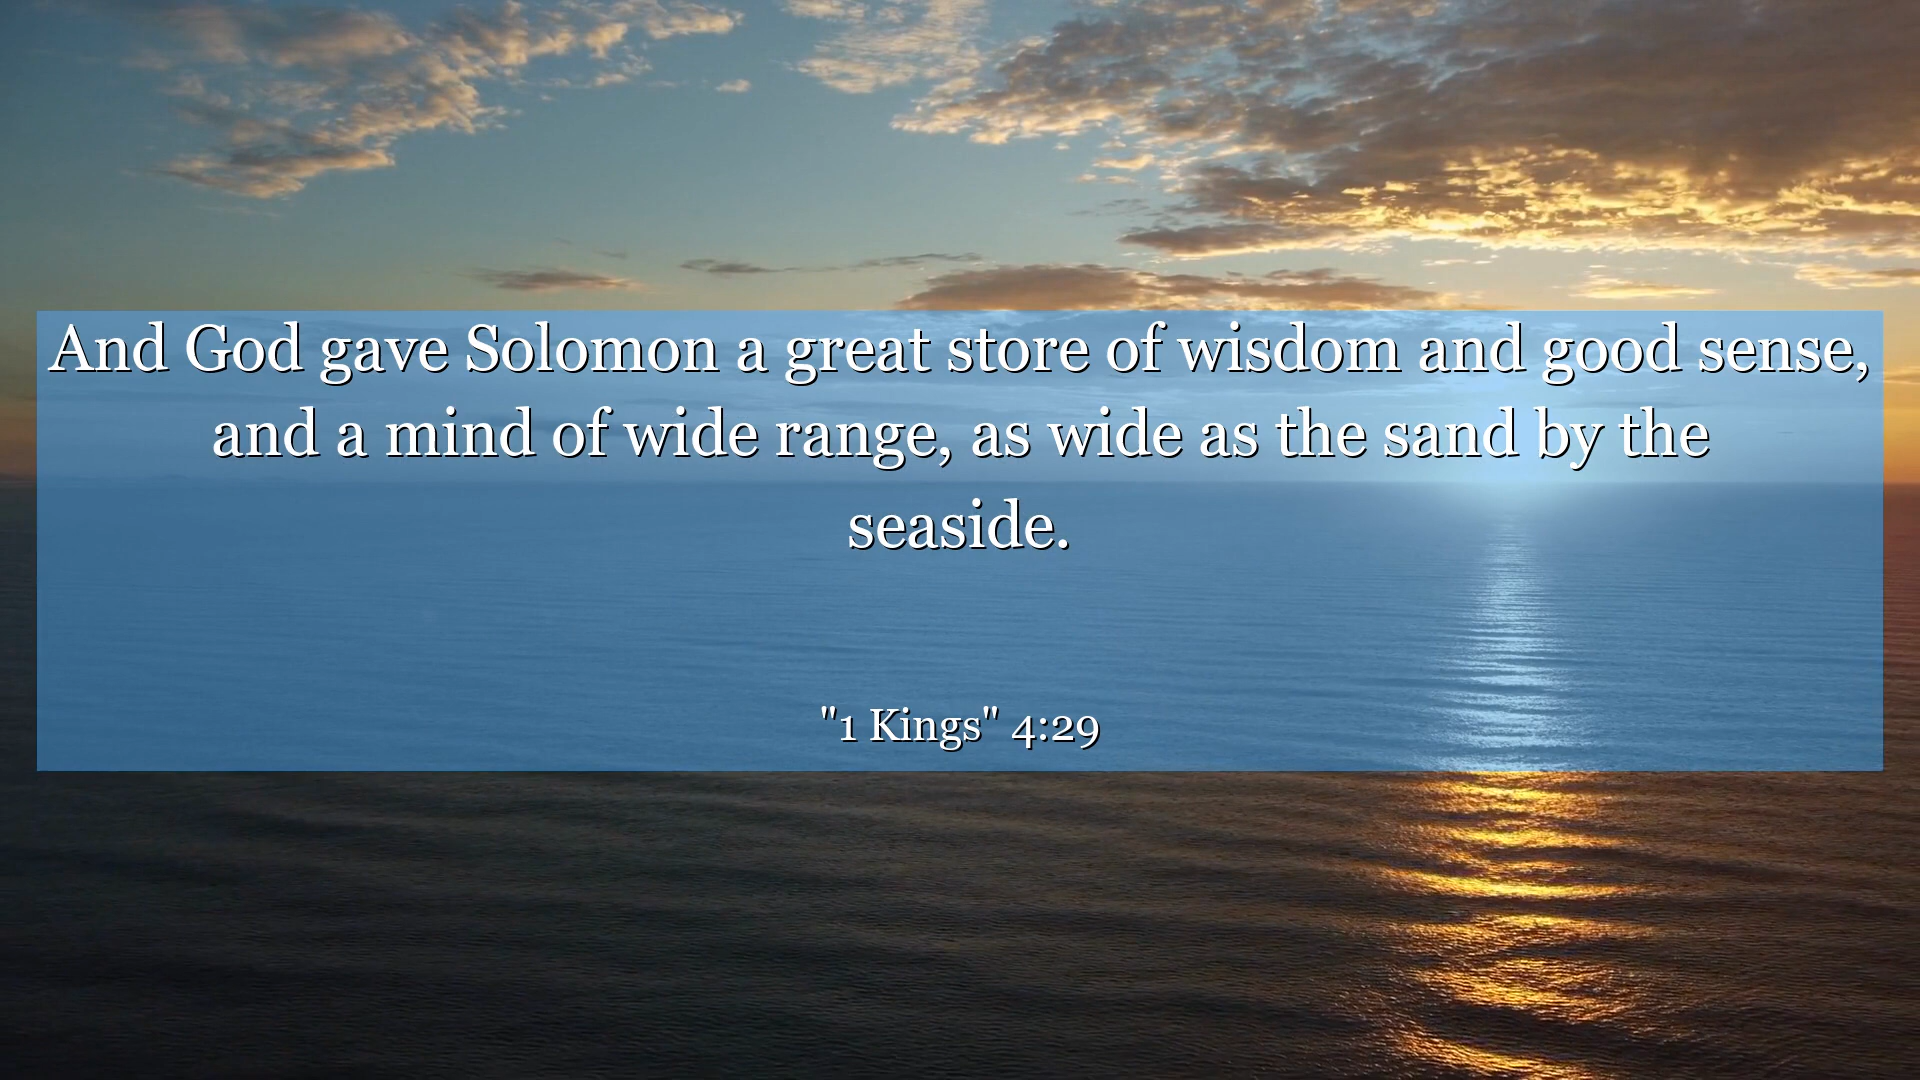 And God gave Solomon a great store of wisdom and good sense,
and a mind of wide range, as wide as the sand by the
seaside.
"1 Kings" 4:29